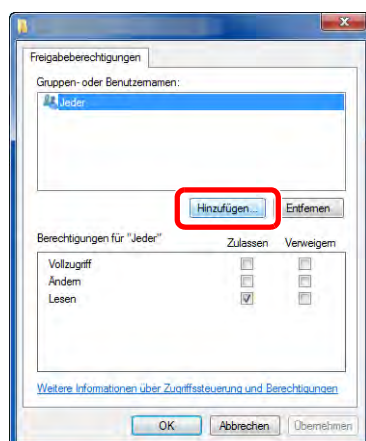 Freigabeberechtigungen
Gruppen- oder Benutzernamen:
Jeder
Hinzufügen... Entfernen
Berechtigungen für "Jeder" Zulassen Verweigern
Vollzugriff
Ändern
Lesen
Weitere Informationen über Zugriffssteuerung und Berechtigungen
OK Abbrechen Übernehmen